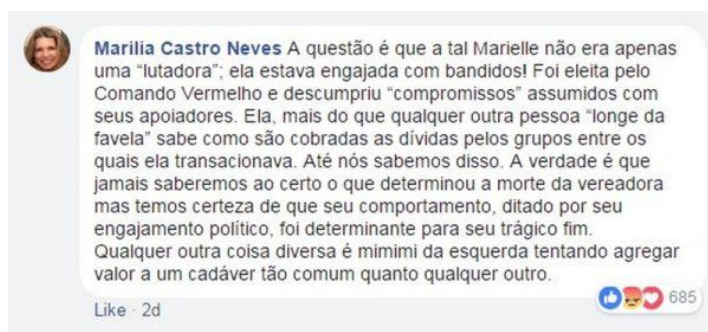 Marilia Castro Neves A questão é que a tal Marielle não era apenas
uma "lutadora"; ela estava engajada com bandidos! Foi eleita pelo
Comando Vermelho e descumpriu "compromissos" assumidos com
seus apoiadores. Ela, mais do que qualquer outra pessoa "longe da
favela" sabe como são cobradas as dívidas pelos grupos entre os
quais ela transacionava. Até nós sabemos disso. A verdade é que
jamais saberemos ao certo o que determinou a morte da vereadora
mas temos certeza de que seu comportamento, ditado por seu
engajamento político, foi determinante para seu trágico fim.
Qualquer outra coisa diversa é mimimi da esquerda tentando agregar
valor a um cadáver tão comum quanto qualquer outro.
685
Like · 2d